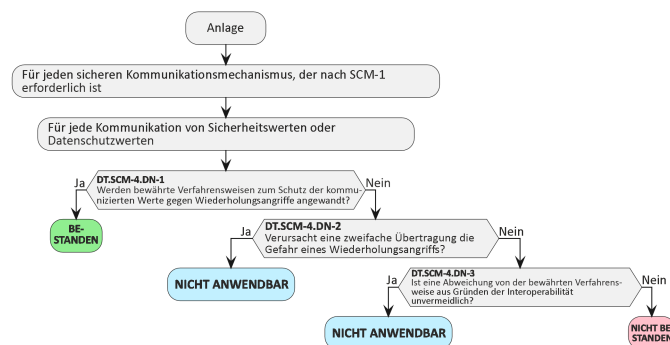 Anlage
Für jeden sicheren Kommunikationsmechanismus, der nach SCM-1
erforderlich ist
Für jede Kommunikation von Sicherheitswerten oder
Datenschutzwerten
DT.SCM-4.DN-1
Werden bewährte Verfahrensweisen zum Schutz der kommu-
nizierten Werte gegen Wiederholungsangriffe angewandt?
Ja
Nein
BE-
STANDEN
DT.SCM-4.DN-2
Verursacht eine zweifache Übertragung die
Gefahr eines Wiederholungsangriffs?
Ja
Nein
NICHT ANWENDBAR
DT.SCM-4.DN-3
Ist eine Abweichung von der bewährten Verfahrens-
weise aus Gründen der Interoperabilität
unvermeidlich?
Ja
Nein
NICHT ANWENDBAR
NICHT BE
STANDEN